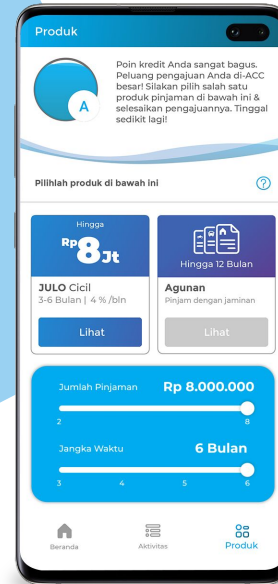 Produk
A
Poin kredit Anda sangat bagus.
Peluang pengajuan Anda di-ACC
besar! Silakan pilih salah satu
produk pinjaman di bawah ini &
selesaikan pengajuannya. Tinggal
sedikit lagi!
Pilihlah produk di bawah ini
?
Hingga
Rp8Jt
JULO Cicil
3-6 Bulan | 4 %/bln
Lihat
Hingga 12 Bulan
Agunan
Pinjam dengan jaminan
Lihat
Jumlah Pinjaman Rp 8.000.000
2 8
Jangka Waktu 6 Bulan
3 4 5 6
Beranda Aktivitas Produk